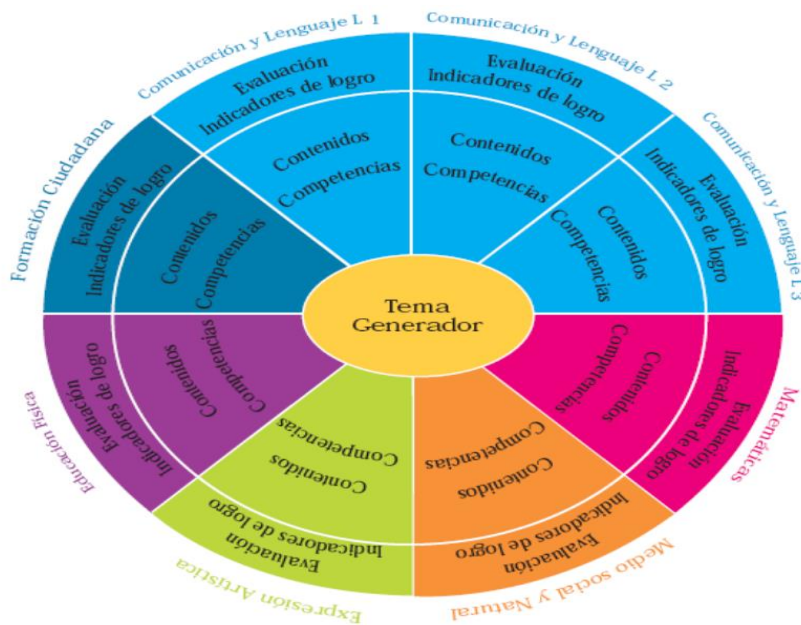 Comunicación y Lenguaje L 1
Evaluación
Indicadores de logro
Contenidos
Competencias
Comunicación y Lenguaje L 2
Evaluación
Indicadores de logro
Contenidos
Competencias
Comunicación y Lenguaje L 3
Evaluación
Indicadores de logro
Contenidos
Competencias
Matemáticas
Evaluación
Indicadores de logro
Contenidos
Competencias
Medio social y Natural
Evaluación
Indicadores de logro
Contenidos
Competencias
Expresión Artística
Evaluación
Indicadores de logro
Contenidos
Competencias
Educación Física
Evaluación
Indicadores de logro
Contenidos
Competencias
Formación Ciudadana
Evaluación
Indicadores de logro
Contenidos
Competencias
Tema
Generador